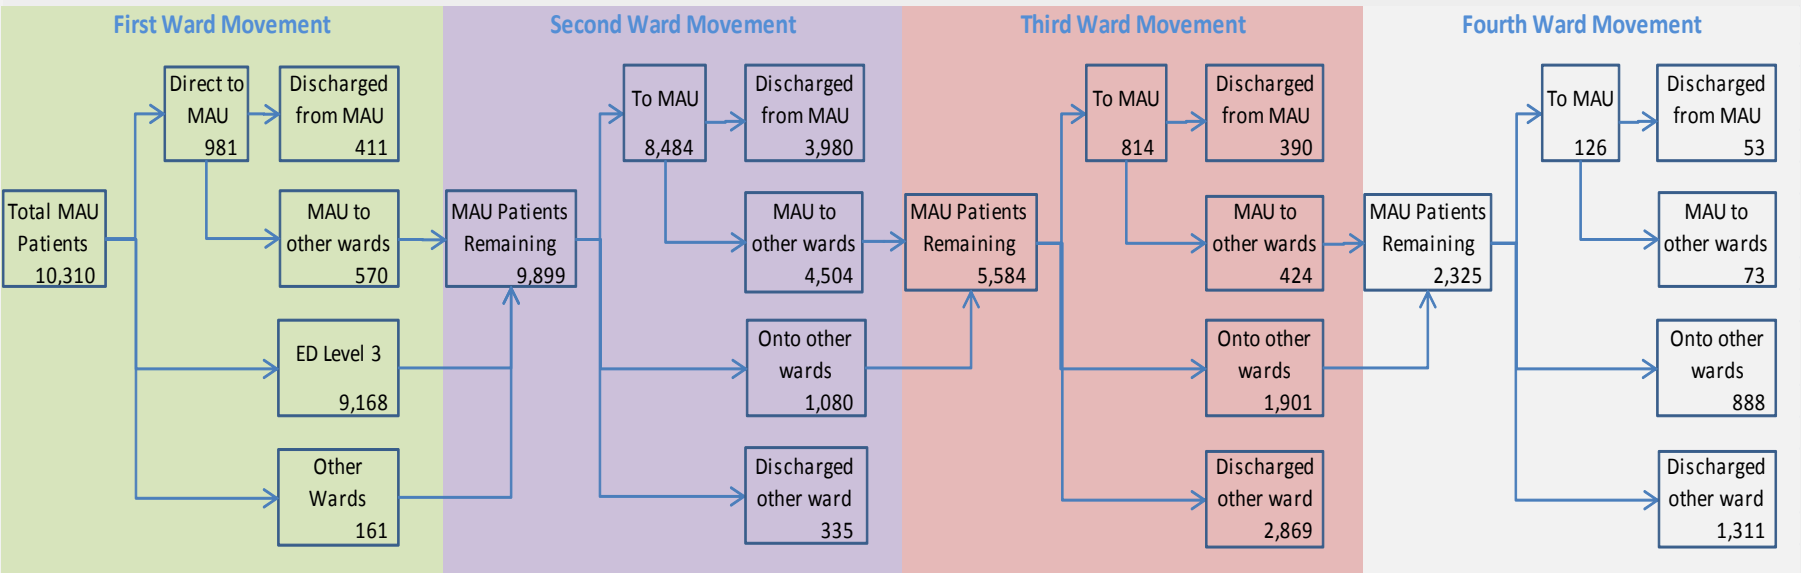 First Ward Movement
Direct to
MAU
981
Discharged
from MAU
411
Total MAU
Patients
10,310
MAU to
other wards
570
ED Level 3
9,168
Other
Wards
161
Second Ward Movement
To MAU
8,484
Discharged
from MAU
3,980
MAU Patients
Remaining
9,899
MAU to
other wards
4,504
Onto other
wards
1,080
Discharged
other ward
335
Third Ward Movement
To MAU
814
Discharged
from MAU
390
MAU Patients
Remaining
5,584
MAU to
other wards
424
Onto other
wards
1,901
Discharged
other ward
2,869
Fourth Ward Movement
To MAU
126
Discharged
from MAU
53
MAU Patients
Remaining
2,325
MAU to
other wards
73
Onto other
wards
888
Discharged
other ward
1,311